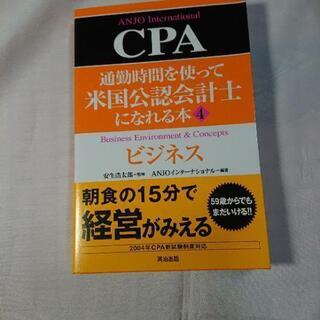 ANJO International
CPA
通勤時間を使って
米国公認会計士
になれる本4
Business Environment & Concepts
ビジネス
安生浩太郎=監修 ANJOインターナショナル=編著
朝食の15分で
経営がみえる
59歳からでも
まだいける!!
2004年CPA新試験制度対応
英治出版